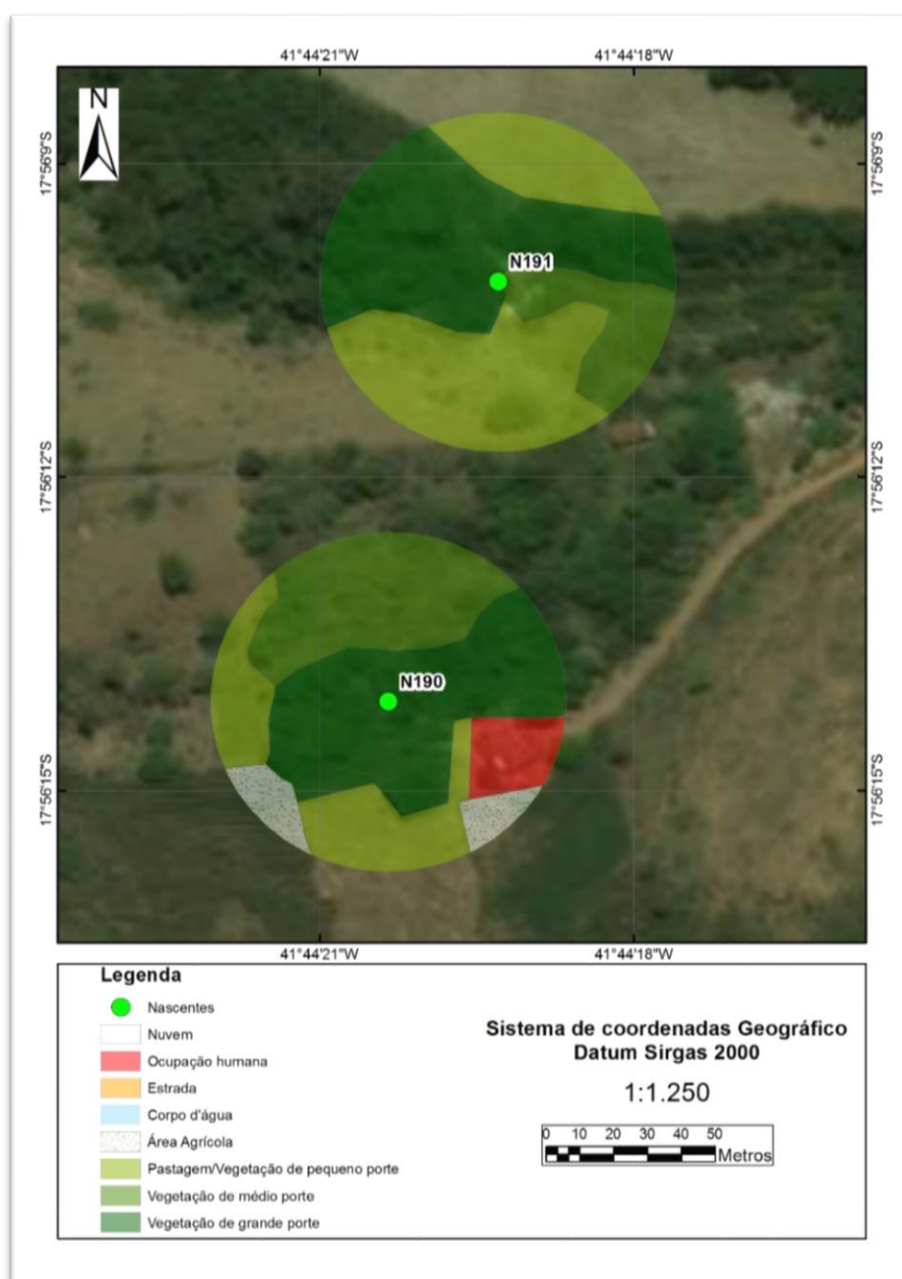 41°44'21"W 41°44'18"W
N
17°56'9"S 17°56'9"S
N191
17°56'12"S 17°56'12"S
N190
17°56'15"S 17°56'15"S
41°44'21"W 41°44'18"W
Legenda
Nascentes
Nuvem
Ocupação humana
Estrada
Corpo d'água
Área Agrícola
Pastagem/Vegetação de pequeno porte
Vegetação de médio porte
Vegetação de grande porte
Sistema de coordenadas Geográfico
Datum Sirgas 2000
1:1.250
0 10 20 30 40 50
Metros